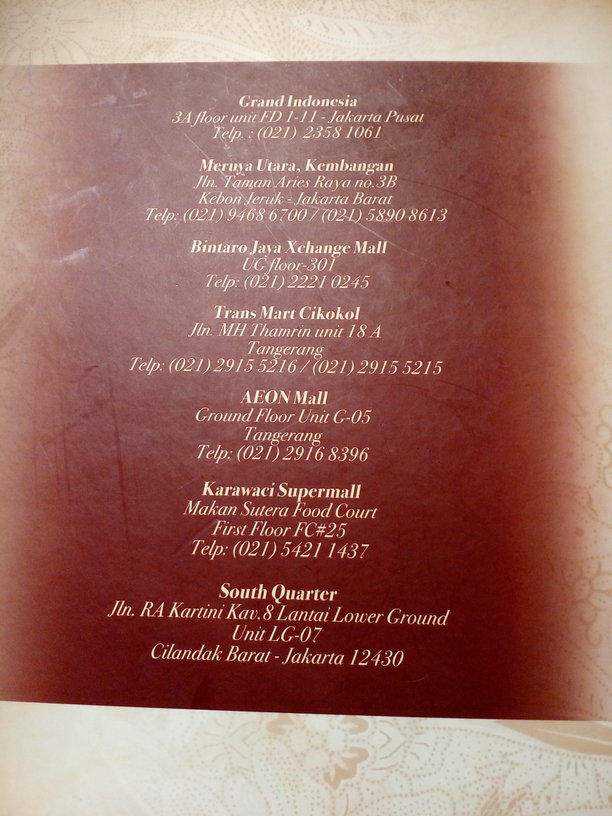 Grand Indonesia
3A floor unit FD 1-11 - Jakarta Pusat
Telp. : (021) 2358 1061
Meruya Utara, Kembangan
Jln. Taman Aries Raya no.3B
Kebon Jeruk - Jakarta Barat
Telp: (021) 9468 6700 / (021) 5890 8613
Bintaro Jaya Xchange Mall
UG floor-301
Telp: (021) 2221 0245
Trans Mart Cikokol
Jln. MH Thamrin unit 18 A
Tangerang
Telp: (021) 2915 5216 / (021) 2915 5215
AEON Mall
Ground Floor Unit G-05
Tangerang
Telp: (021) 2916 8396
Karawaci Supermall
Makan Sutera Food Court
First Floor FC#25
Telp: (021) 5421 1437
South Quarter
Jln. RA Kartini Kav.8 Lantai Lower Ground
Unit LG-07
Cilandak Barat - Jakarta 12430